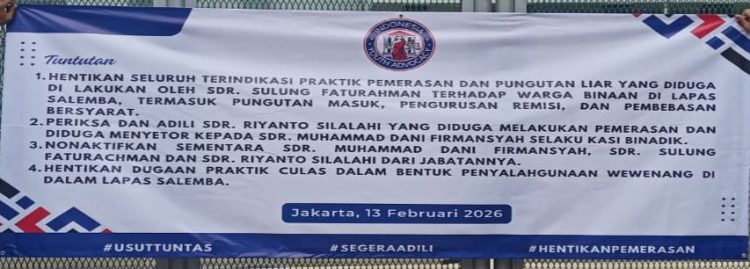 INDONESIA
YOUTH ADVOCACY
Tuntutan
1. HENTIKAN SELURUH TERINDIKASI PRAKTIK PEMERASAN DAN PUNGUTAN LIAR YANG DIDUGA
DI LAKUKAN OLEH SDR. SULUNG FATURAHMAN TERHADAP WARGA BINAAN DI LAPAS
SALEMBA, TERMASUK PUNGUTAN MASUK, PENGURUSAN REMISI, DAN PEMBEBASAN
BERSYARAT.
2. PERIKSA DAN ADILI SDR. RIYANTO SILALAHI YANG DIDUGA MELAKUKAN PEMERASAN DAN
DIDUGA MENYETOR KEPADA SDR. MUHAMMAD DANI FIRMANSYAH SELAKU KASI BINADIK.
3. NONAKTIFKAN SEMENTARA SDR. MUHAMMAD DANI FIRMANSYAH, SDR. SULUNG
FATURACHMAN DAN SDR. RIYANTO SILALAHI DARI JABATANNYA.
4. HENTIKAN DUGAAN PRAKTIK CULAS DALAM BENTUK PENYALAHGUNAAN WEWENANG DI
DALAM LAPAS SALEMBA.
Jakarta, 13 Februari 2026
#USUTTUNTAS #SEGERAADILI #HENTIKANPEMERASAN